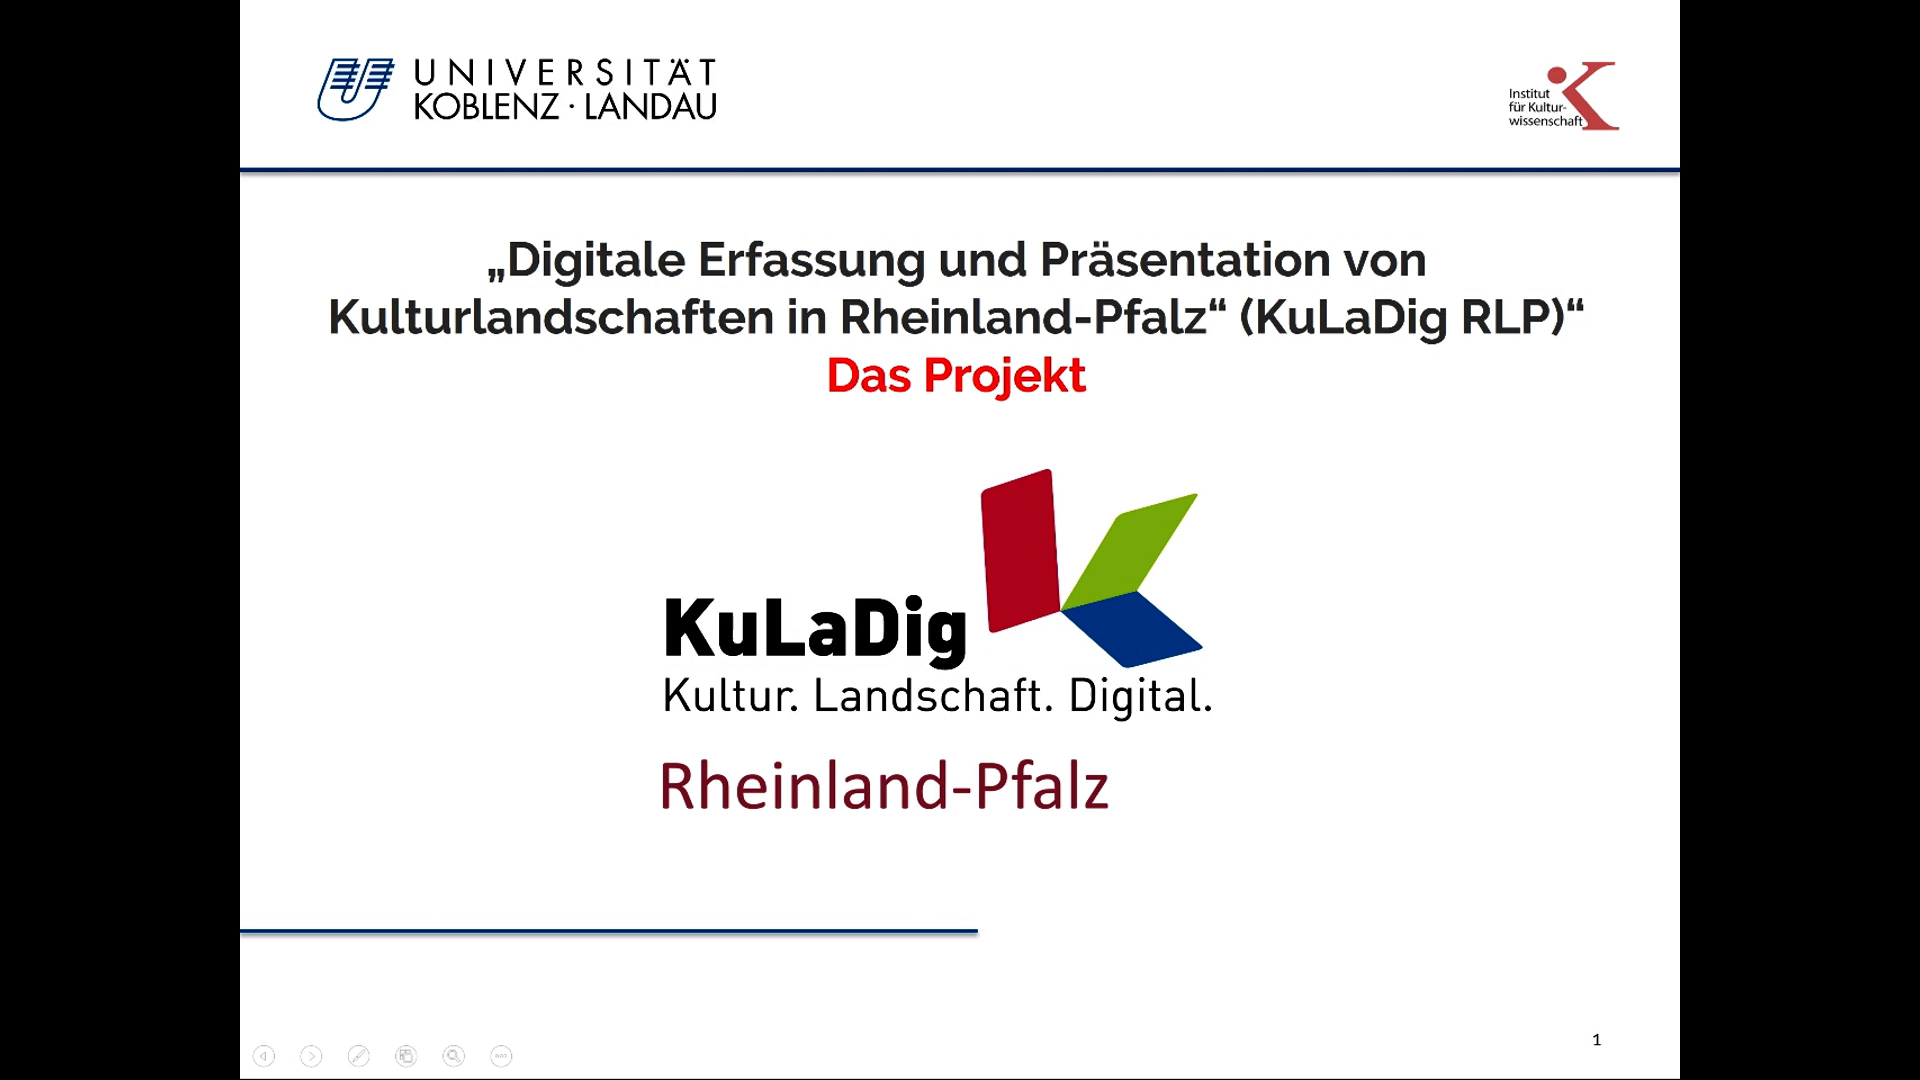 UNIVERSITÄT
KOBLENZ · LANDAU
Institut
für Kultur-
wissenschaft
„Digitale Erfassung und Präsentation von
Kulturlandschaften in Rheinland-Pfalz“ (KuLaDig RLP)“
Das Projekt
KuLaDig
Kultur. Landschaft. Digital.
Rheinland-Pfalz
1